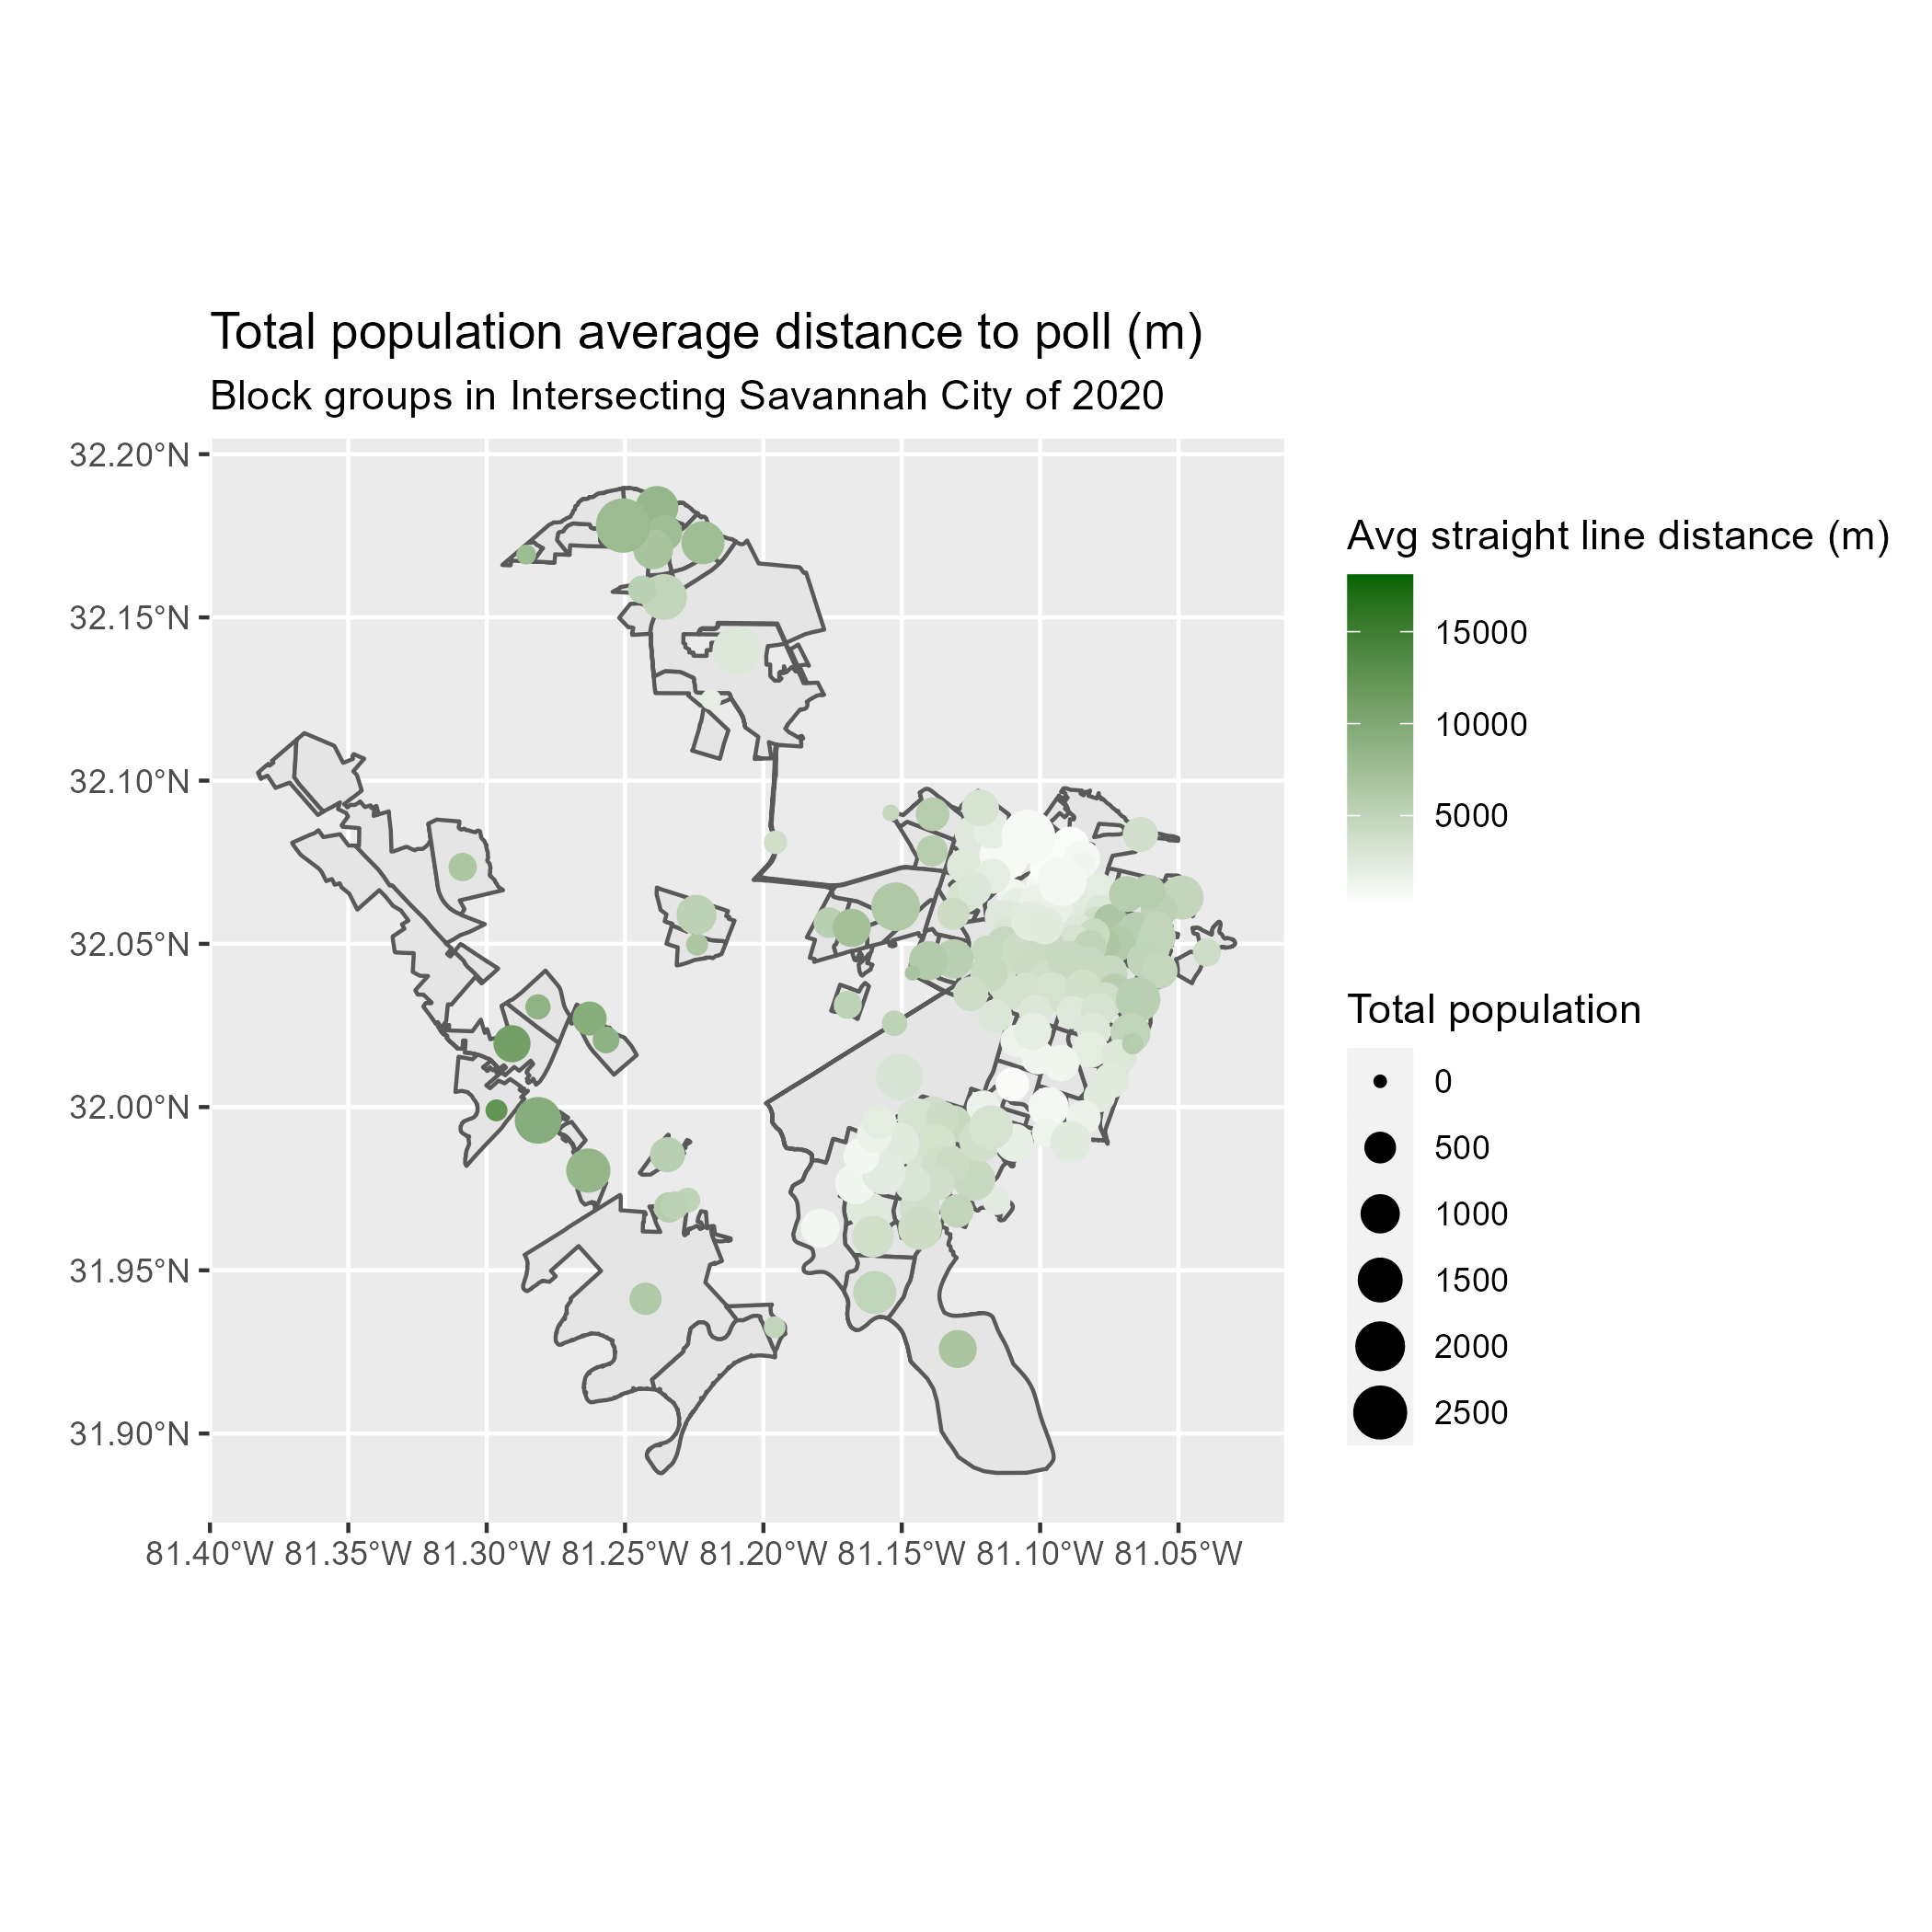 Total population average distance to poll (m)
Block groups in Intersecting Savannah City of 2020
32.20°N
32.15°N
32.10°N
32.05°N
32.00°N
31.95°N
31.90°N
81.40°W 81.35°W 81.30°W 81.25°W 81.20°W 81.15°W 81.10°W 81.05°W
Avg straight line distance (m)
15000
10000
5000
Total population
0
500
1000
1500
2000
2500